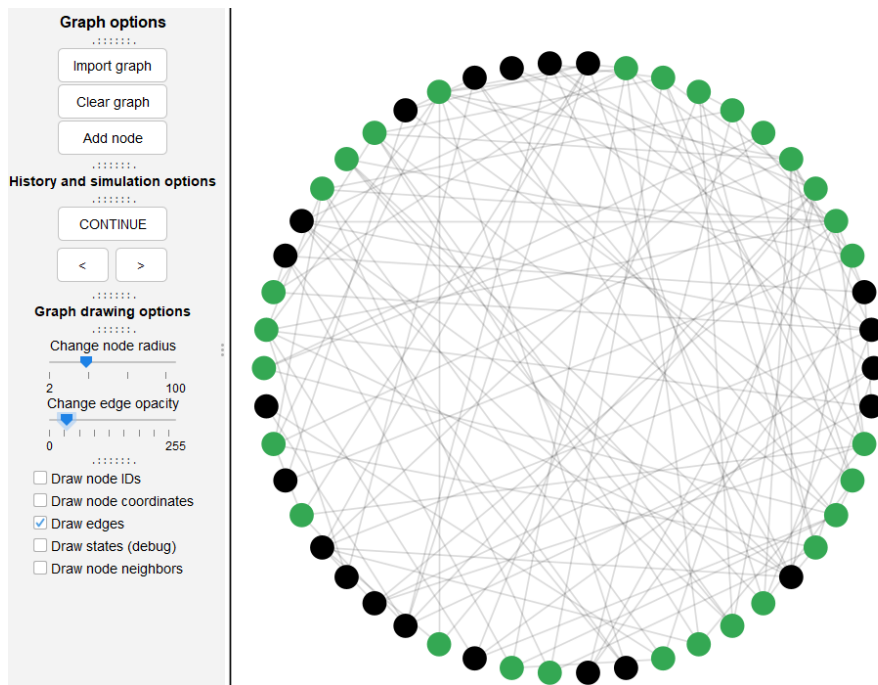 Graph options
.::::::.
Import graph
Clear graph
Add node
.::::::.
History and simulation options
.::::::.
CONTINUE
< >
.::::::.
Graph drawing options
.::::::.
Change node radius
2 100
Change edge opacity
0 255
.::::::.
Draw node IDs
Draw node coordinates
Draw edges
Draw states (debug)
Draw node neighbors